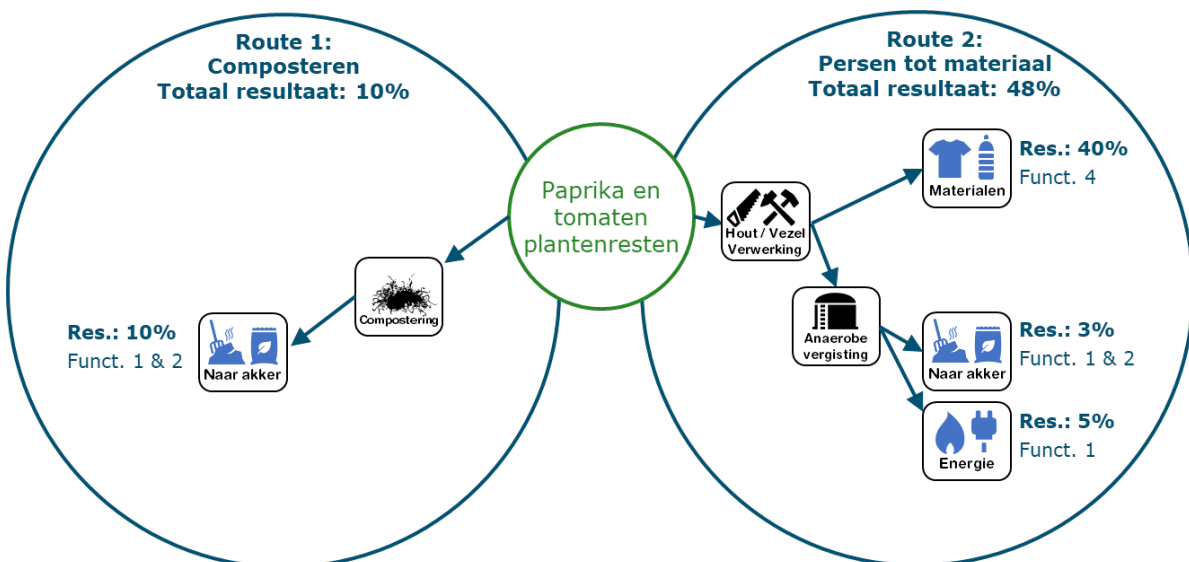 Route 1:
Composteren
Totaal resultaat: 10%
Compostering
Res.: 10%
Funct. 1 & 2
Naar akker
Paprika en
tomaten
plantenresten
Route 2:
Persen tot materiaal
Totaal resultaat: 48%
Hout / Vezel
Verwerking
Materialen
Res.: 40%
Funct. 4
Anaerobe
vergisting
Naar akker
Res.: 3%
Funct. 1 & 2
Energie
Res.: 5%
Funct. 1